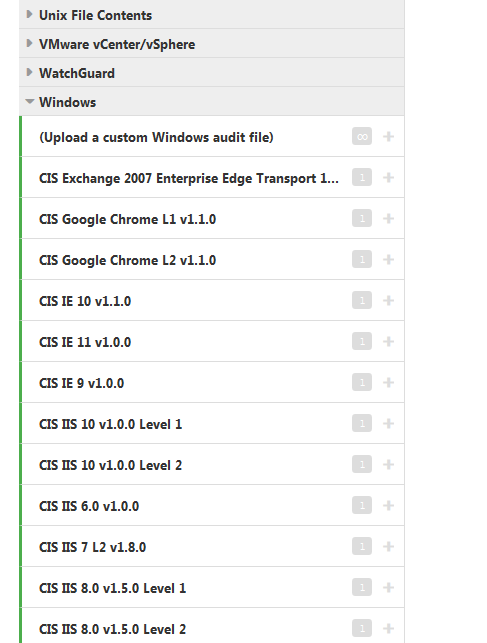 Unix File Contents
VMware vCenter/vSphere
WatchGuard
Windows
(Upload a custom Windows audit file) ∞ +
CIS Exchange 2007 Enterprise Edge Transport 1... 1 +
CIS Google Chrome L1 v1.1.0 1 +
CIS Google Chrome L2 v1.1.0 1 +
CIS IE 10 v1.1.0 1 +
CIS IE 11 v1.0.0 1 +
CIS IE 9 v1.0.0 1 +
CIS IIS 10 v1.0.0 Level 1 1 +
CIS IIS 10 v1.0.0 Level 2 1 +
CIS IIS 6.0 v1.0.0 1 +
CIS IIS 7 L2 v1.8.0 1 +
CIS IIS 8.0 v1.5.0 Level 1 1 +
CIS IIS 8.0 v1.5.0 Level 2 1 +